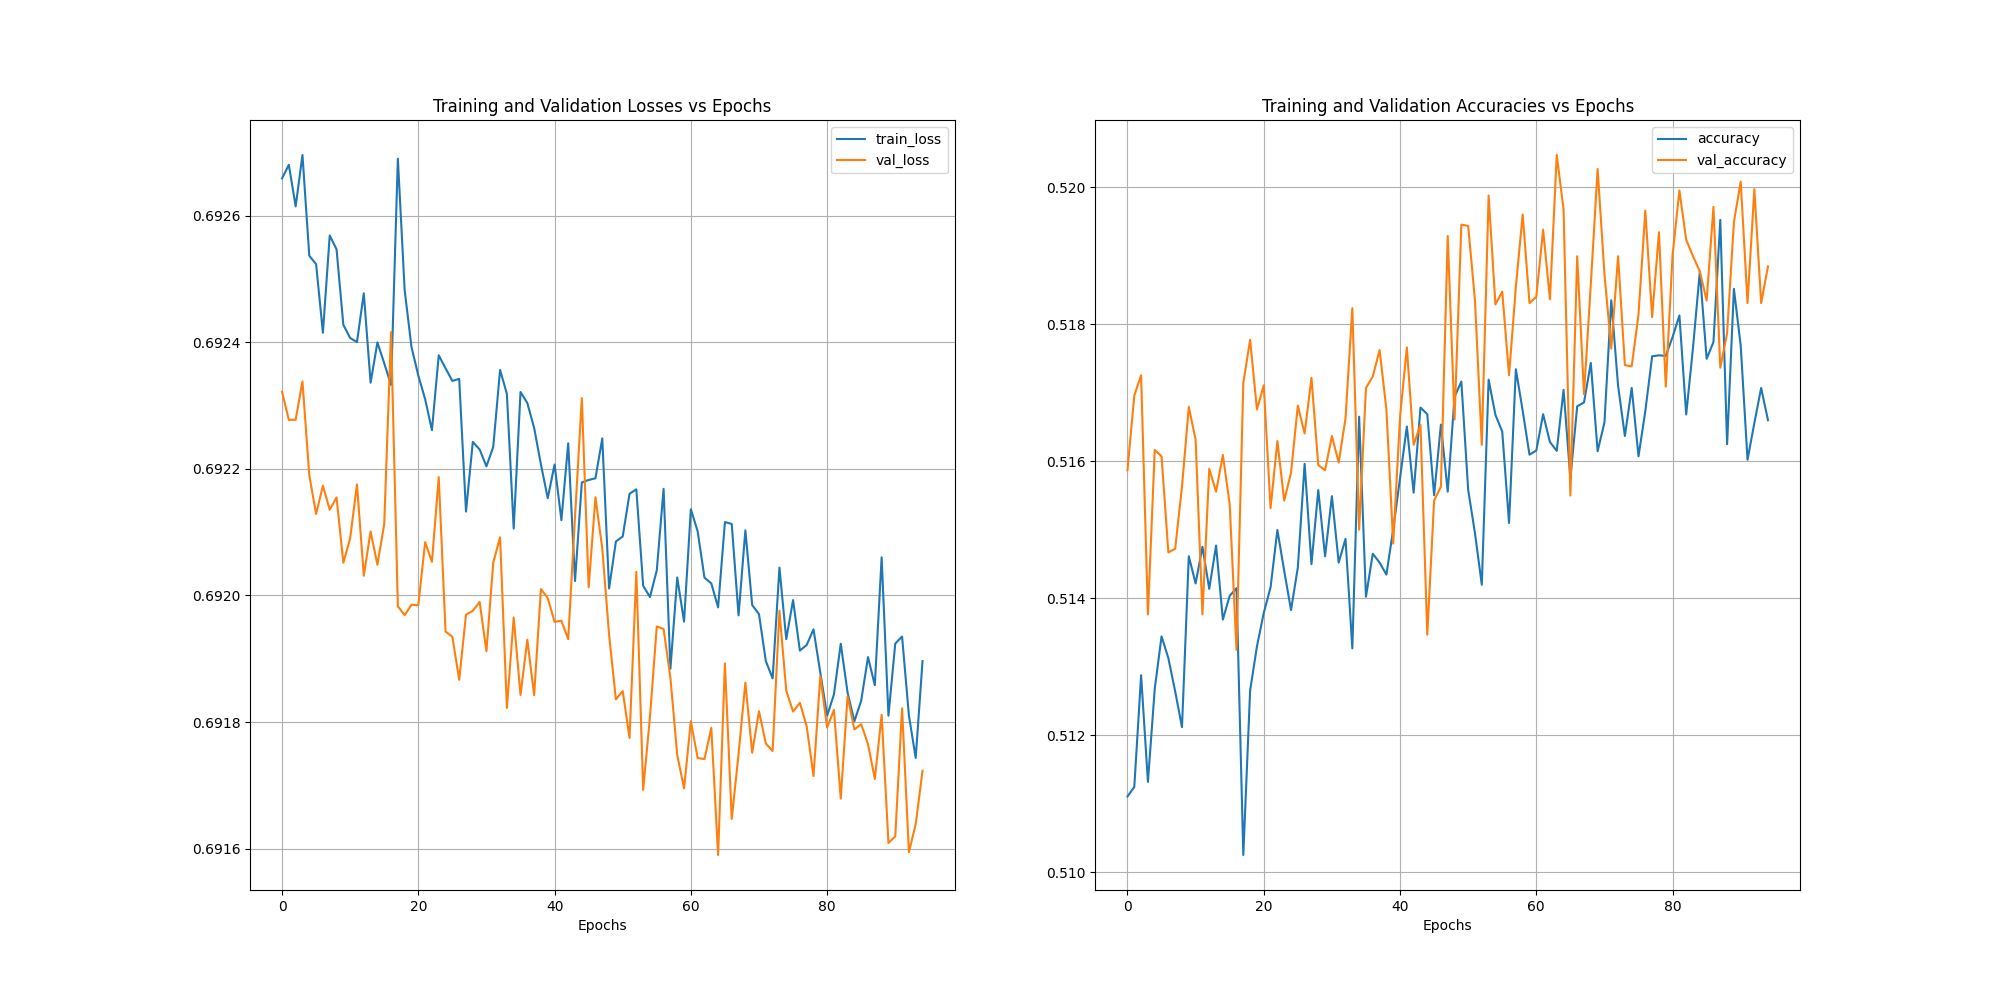 Training and Validation Losses vs Epochs
train_loss
val_loss
0.6926
0.6924
0.6922
0.6920
0.6918
0.6916
0 20 40 60 80
Epochs
Training and Validation Accuracies vs Epochs
accuracy
val_accuracy
0.520
0.518
0.516
0.514
0.512
0.510
0 20 40 60 80
Epochs